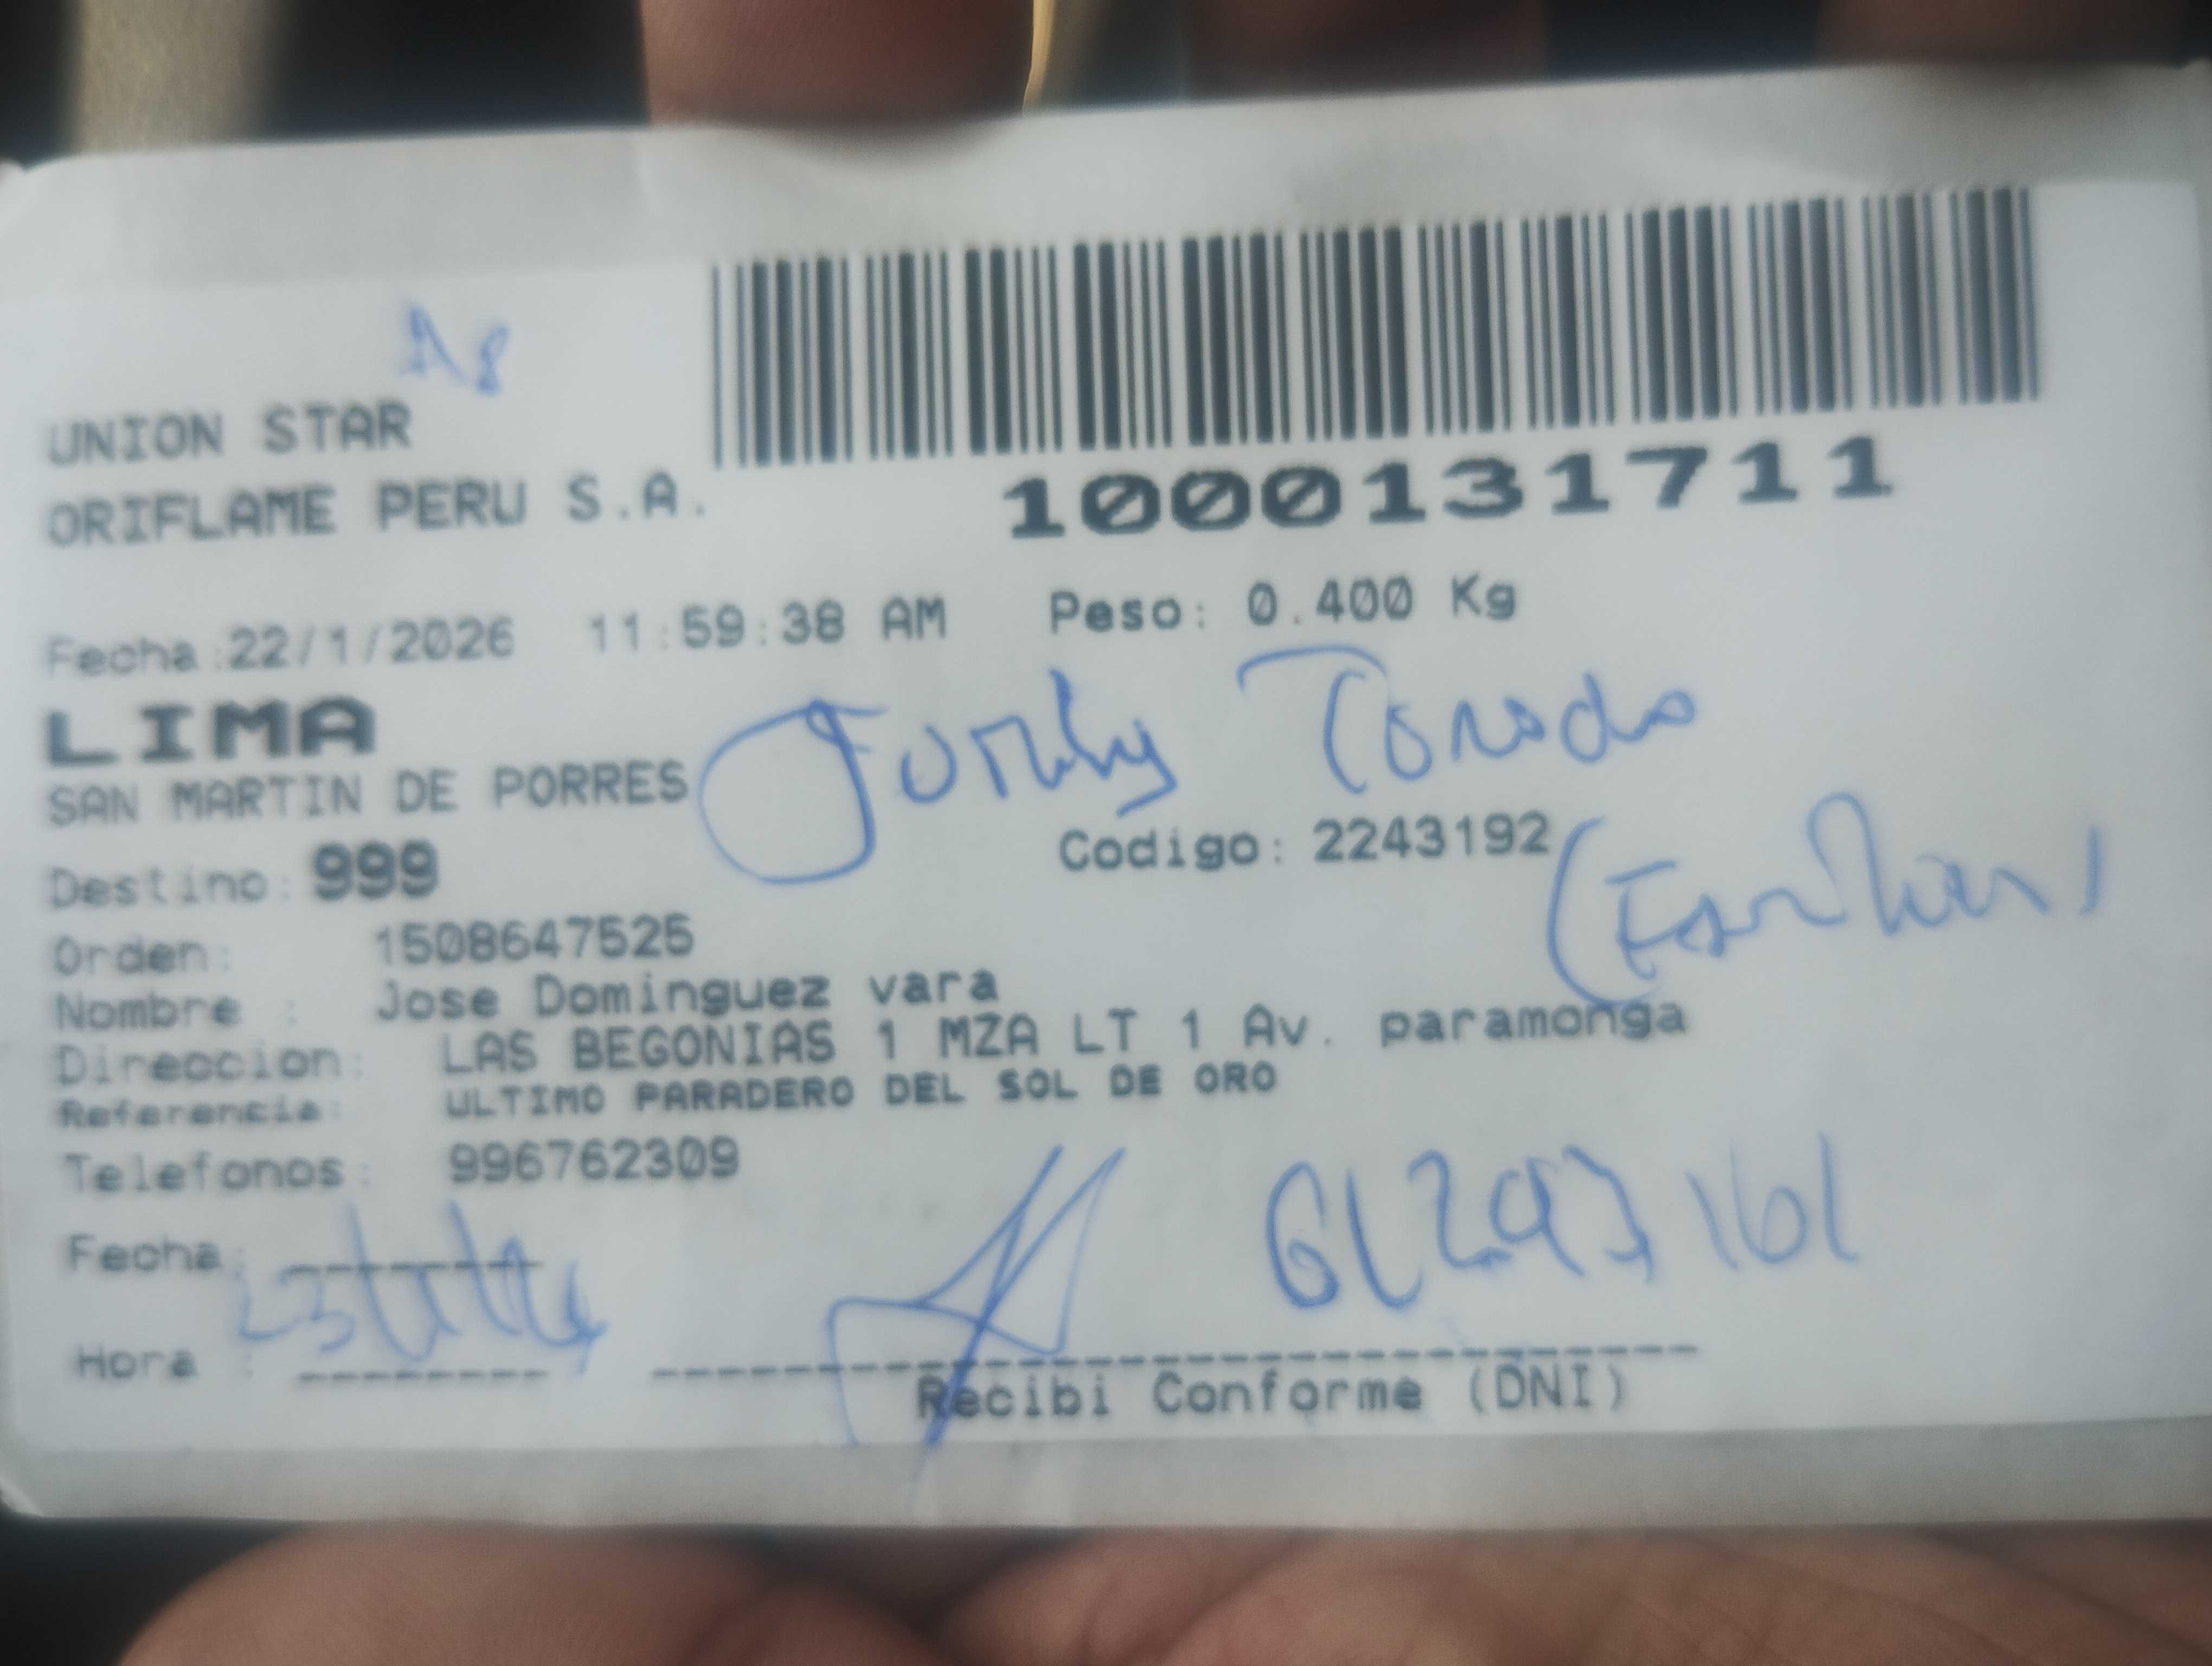 UNION STAR
ORIFLAME PERU S.A.
1000131711
Fecha:22/1/2026 11:59:38 AM Peso: 0.400 Kg
LIMA
SAN MARTIN DE PORRES
Destino: 999 Codigo: 2243192
Orden: 1508647525
Nombre : Jose Dominguez vara
Direccion: LAS BEGONIAS 1 MZA LT 1 Av. paramonga
Referencia: ULTIMO PARADERO DEL SOL DE ORO
Telefonos: 996762309
Fecha:
Hora :
Recibi Conforme (DNI)